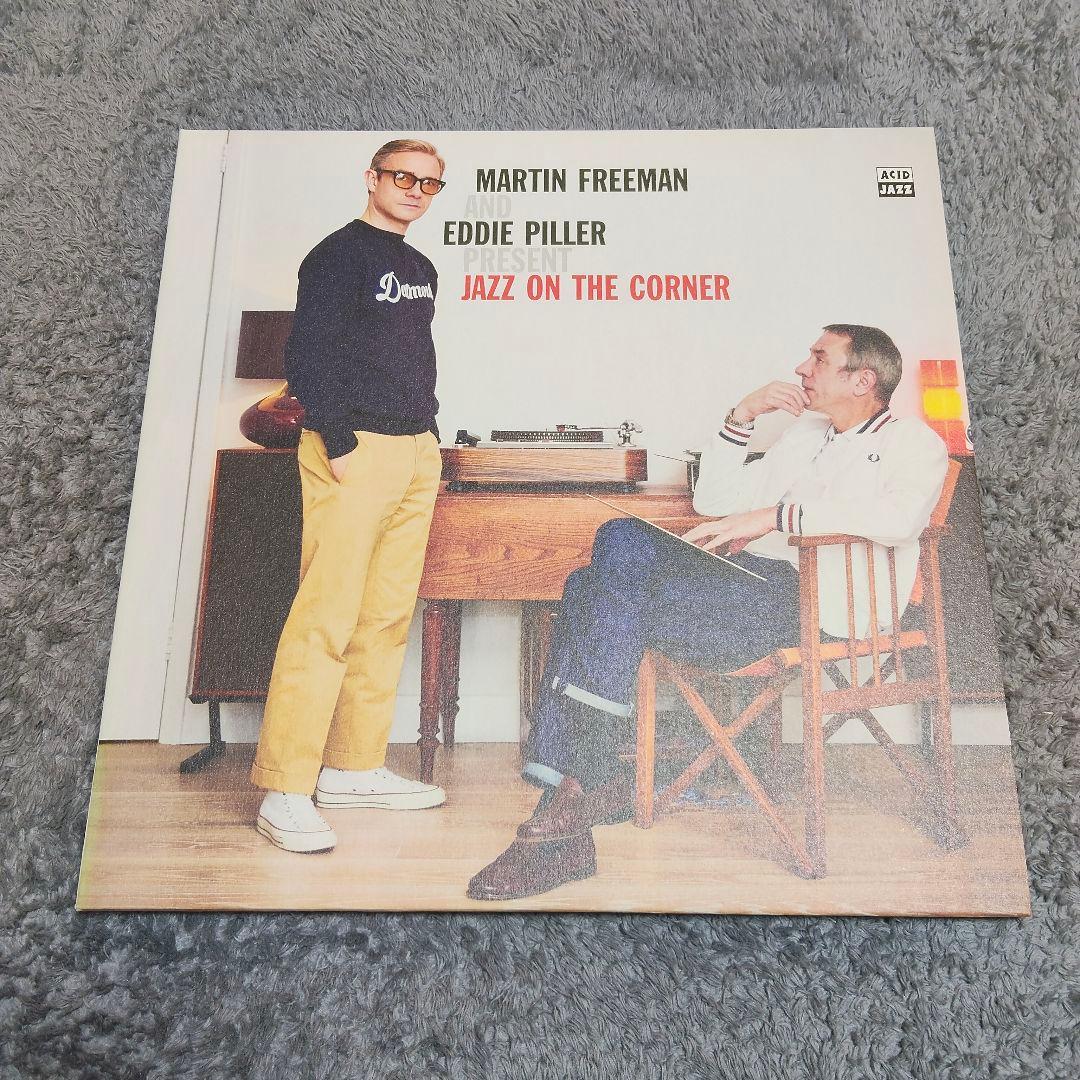 MARTIN FREEMAN
AND
EDDIE PILLER
PRESENT
JAZZ ON THE CORNER
ACID
JAZZ